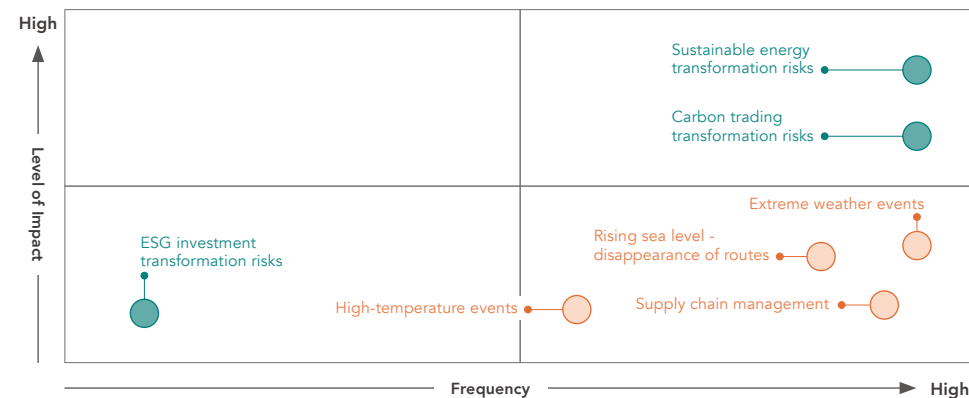 High
Level of Impact
Sustainable energy
transformation risks
Carbon trading
transformation risks
Extreme weather events
Rising sea level -
disappearance of routes
ESG investment
transformation risks
High-temperature events
Supply chain management
Frequency
High